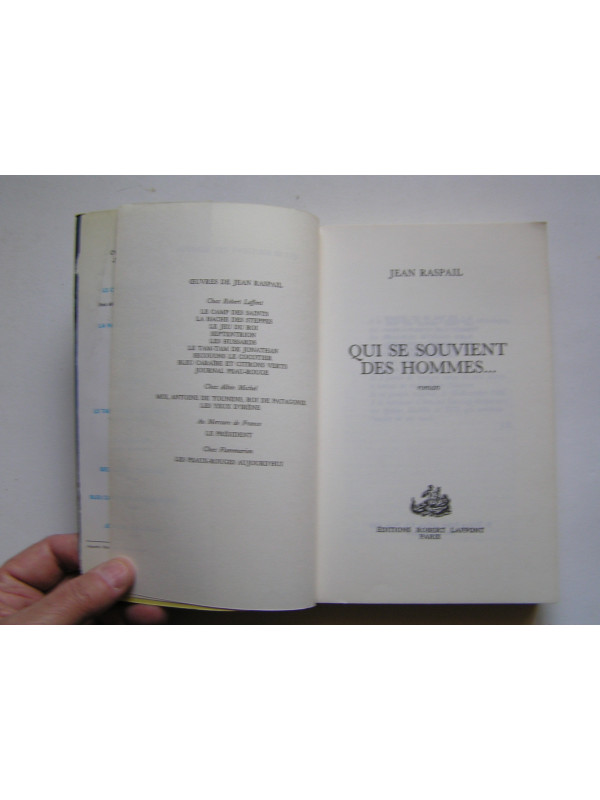 ŒUVRES DE JEAN RASPAIL
Chez Robert Laffont
LE CAMP DES SAINTS
LA HACHE DES STEPPES
LE JEU DU ROI
SEPTENTRION
LES HUSSARDS
LE TAM-TAM DE JONATHAN
SECOUONS LE COCOTIER
BLEU CARAÏBE ET CITRONS VERTS
JOURNAL PEAU-ROUGE
Chez Albin Michel
MOI, ANTOINE DE TOUNENS, ROI DE PATAGONIE
LES YEUX D'IRÈNE
Au Mercure de France
LE PRÉSIDENT
Chez Flammarion
LES PEAUX-ROUGES AUJOURD'HUI
JEAN RASPAIL
QUI SE SOUVIENT
DES HOMMES...
roman
ÉDITIONS ROBERT LAFFONT
PARIS